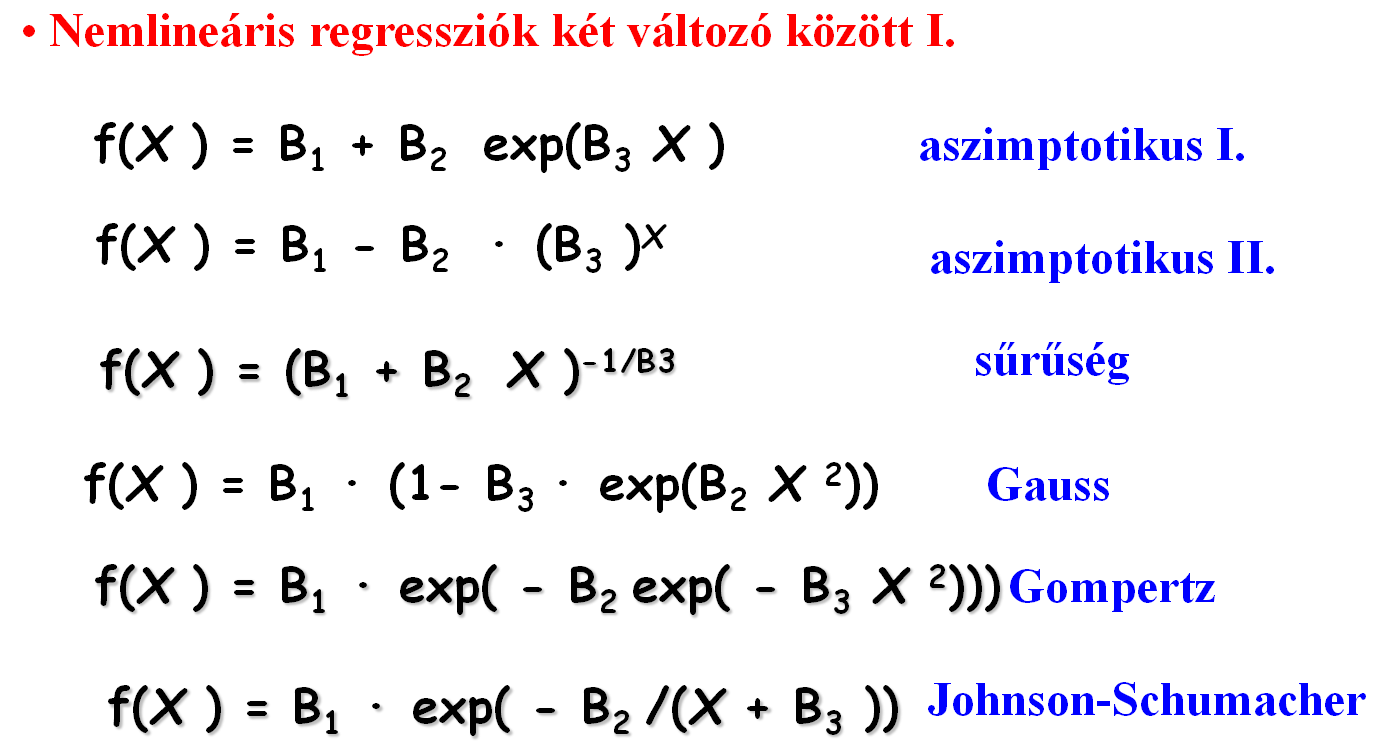 • Nemlineáris regressziók két változó között I.
f(X ) = B₁ + B₂ exp(B₃ X ) aszimptotikus I.
f(X ) = B₁ - B₂ · (B₃ )ˣ aszimptotikus II.
f(X ) = (B₁ + B₂ X )^-1/B3 sűrűség
f(X ) = B₁ · (1- B₃ · exp(B₂ X ²)) Gauss
f(X ) = B₁ · exp( - B₂ exp( - B₃ X ²))) Gompertz
f(X ) = B₁ · exp( - B₂ /(X + B₃ )) Johnson-Schumacher